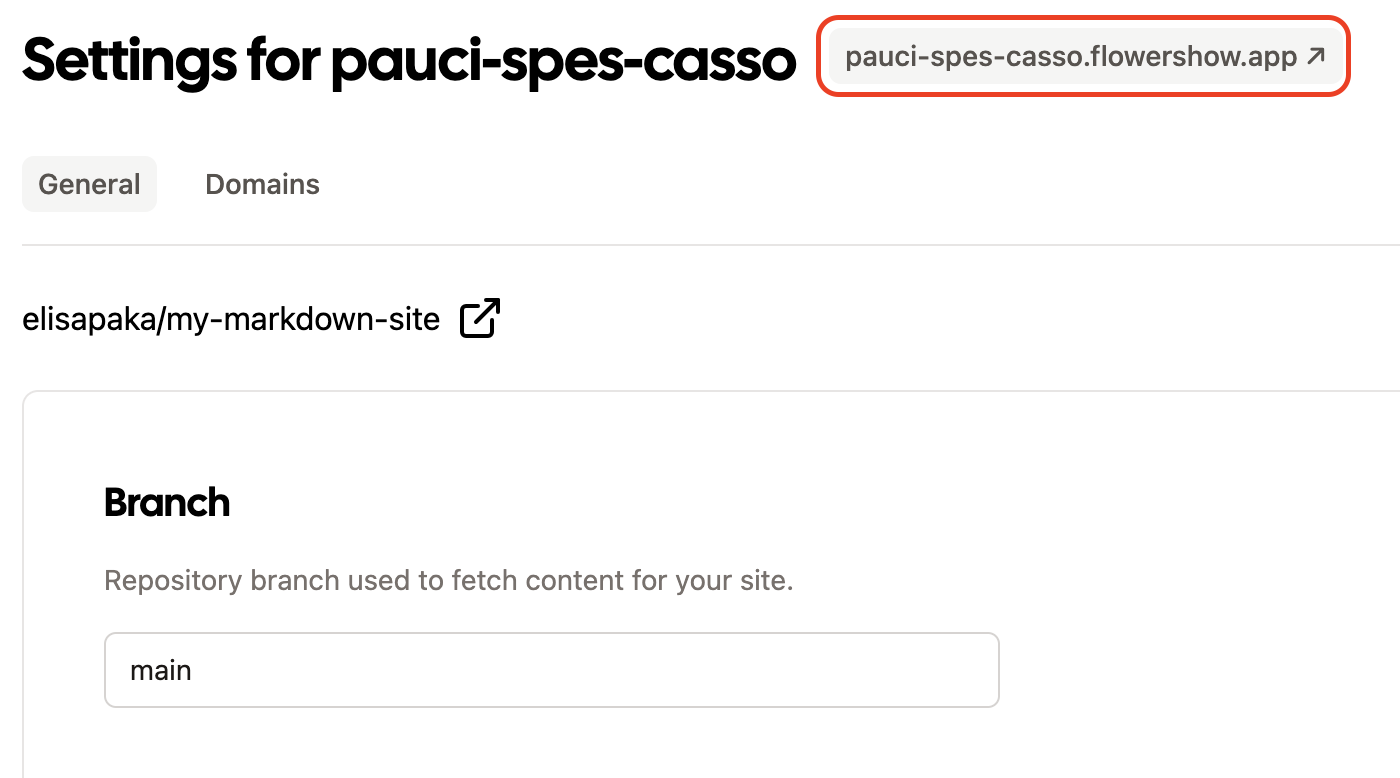 Settings for pauci-spes-casso pauci-spes-casso.flowershow.app ↗
General Domains
elisapaka/my-markdown-site
Branch
Repository branch used to fetch content for your site.
main